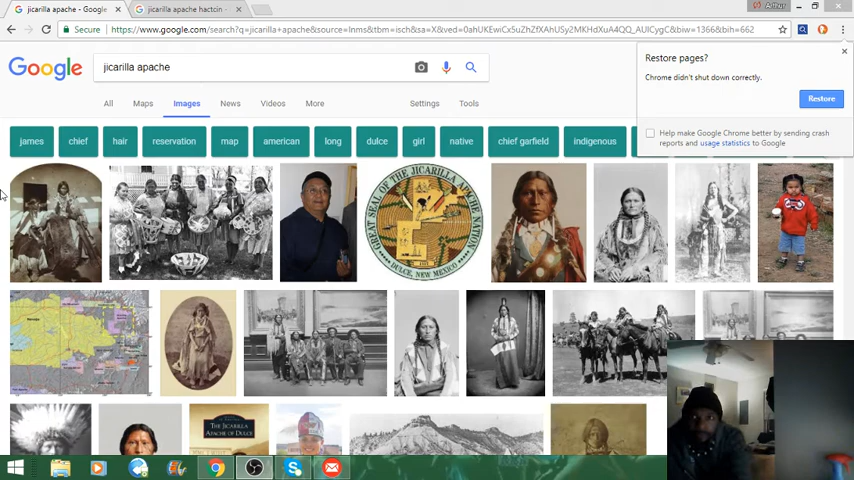 jicarilla apache - Google
jicarilla apache hactcin -
Arthur
Secure
https://www.google.com/search?q=jicarilla+apache&source=lnms&tbm=isch&sa=X&ved=0ahUKEwiCx5uZhZfXAhUSy2MKHdXuA4QQ_AUICygC&biw=1366&bih=662
Google
jicarilla apache
Restore pages?
Chrome didn't shut down correctly.
Restore
Help make Google Chrome better by sending crash
reports and usage statistics to Google
All
Maps
Images
News
Videos
More
Settings
Tools
james
chief
hair
reservation
map
american
long
dulce
girl
native
chief garfield
indigenous
GREAT SEAL OF THE JICARILLA APACHE NATION
DULCE, NEW MEXICO
THE JICARILLA
APACHE OF DULCE